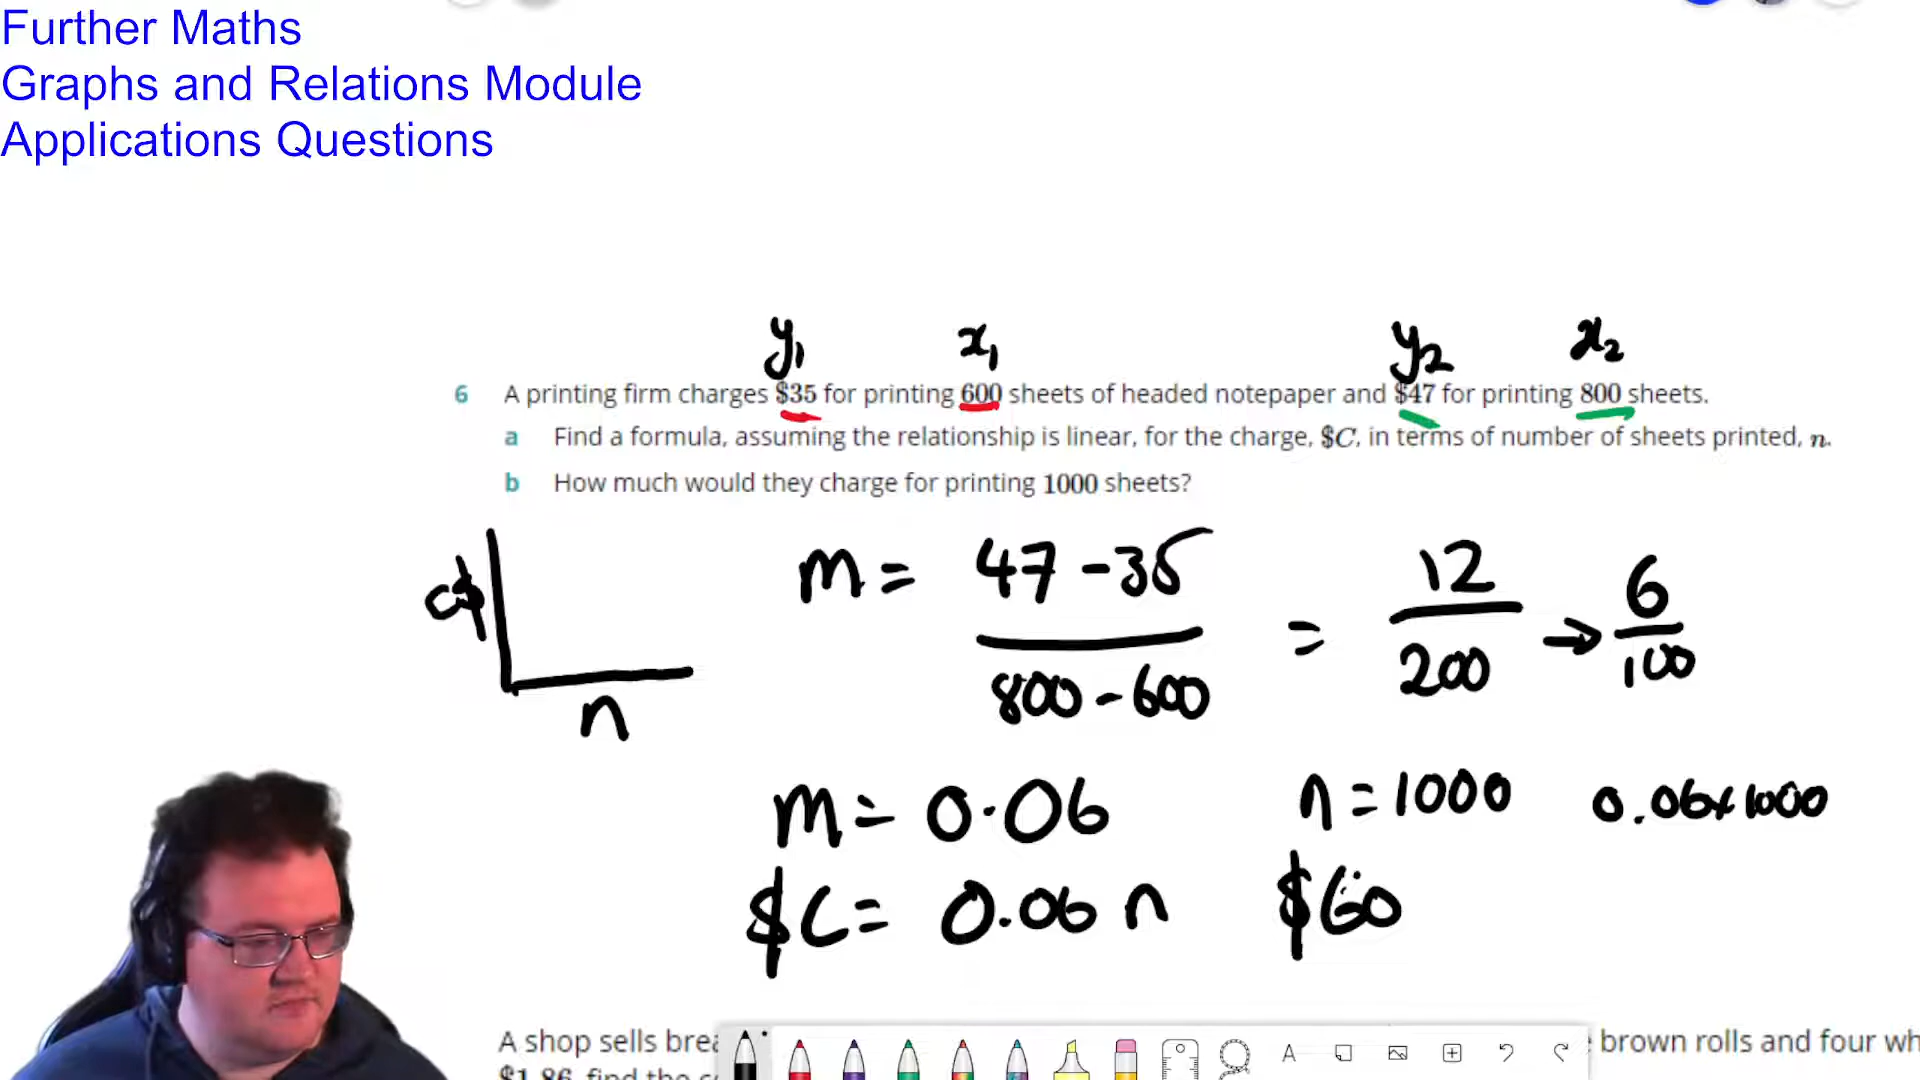 Further Maths
Graphs and Relations Module
Applications Questions
y1 x1 y2 x2
6 A printing firm charges $35 for printing 600 sheets of headed notepaper and $47 for printing 800 sheets.
a Find a formula, assuming the relationship is linear, for the charge, $C, in terms of number of sheets printed, n.
b How much would they charge for printing 1000 sheets?
C$
n
m = 47 - 35 / 800 - 600 = 12 / 200 → 6 / 100
m = 0.06 n = 1000 0.06 x 1000
$C = 0.06 n $60
A shop sells brown rolls and four
$1.86, find the
A